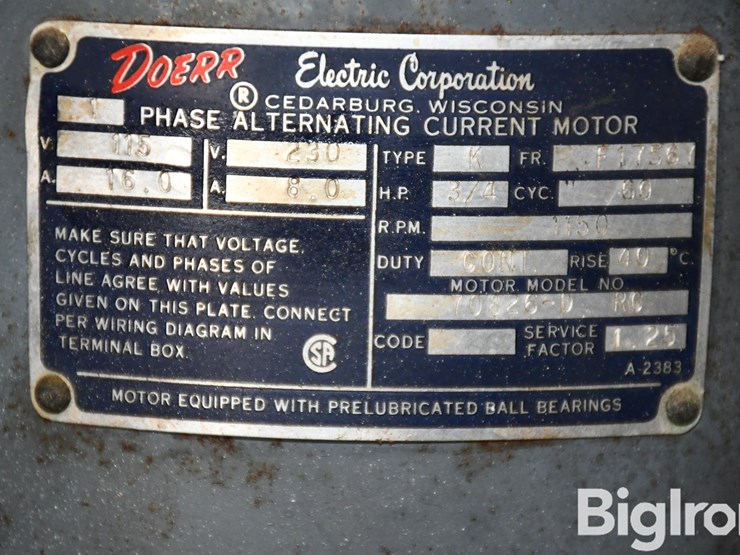 DOERR Electric Corporation
® CEDARBURG, WISCONSIN
1 PHASE ALTERNATING CURRENT MOTOR
V. 115 V. 230
A. 16.0 A. 8.0
TYPE K FR.
H.P. 3/4 CYC. 60
R.P.M. 1150
DUTY CONT. RISE 40 °C.
MOTOR MODEL NO
RC
CODE SERVICE FACTOR 1.25
A-2383
MAKE SURE THAT VOLTAGE,
CYCLES AND PHASES OF
LINE AGREE WITH VALUES
GIVEN ON THIS PLATE. CONNECT
PER WIRING DIAGRAM IN
TERMINAL BOX.
SA
MOTOR EQUIPPED WITH PRELUBRICATED BALL BEARINGS
BigIron